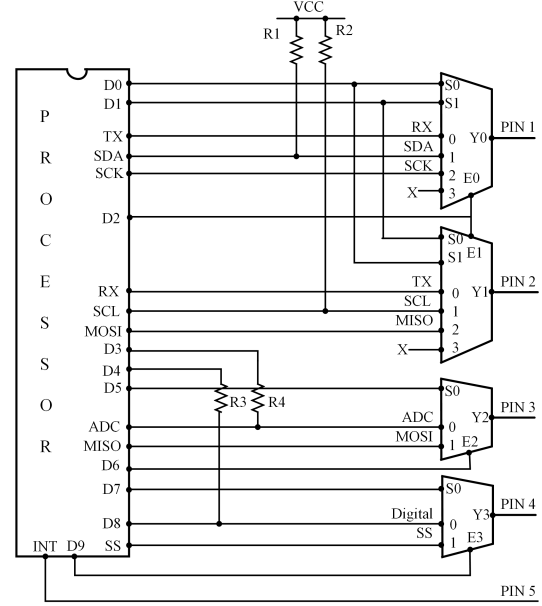 VCC
R1
R2
PROCESSOR
D0
D1
TX
SDA
SCK
D2
RX
SCL
MOSI
D3
D4
D5
ADC
MISO
D6
D7
D8
SS
INT D9
S0
S1
RX
0
SDA
1
SCK
2
X
3
Y0
E0
PIN 1
S0
E1
S1
TX
0
SCL
1
MISO
2
X
3
Y1
PIN 2
R3
R4
S0
ADC
0
MOSI
1
Y2
E2
PIN 3
S0
Digital
0
SS
1
Y3
E3
PIN 4
PIN 5